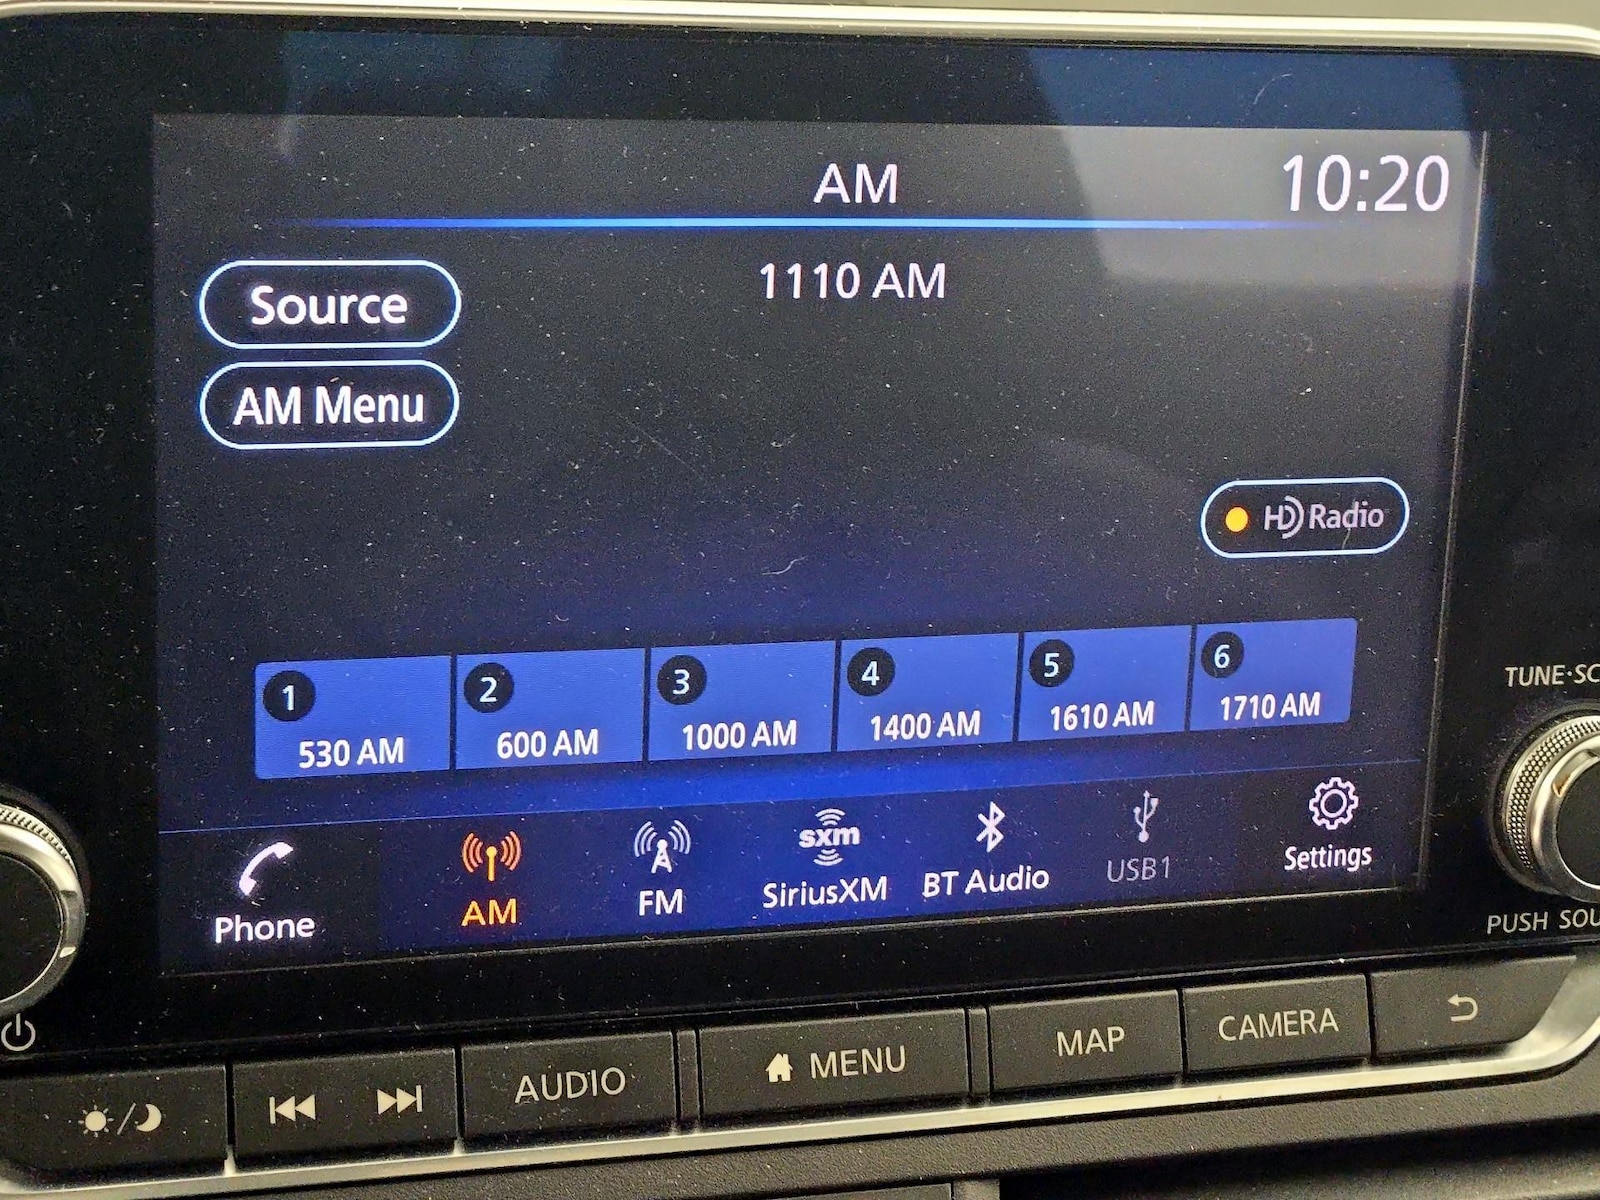 AM
10:20
Source
1110 AM
AM Menu
HD Radio
1
2
3
4
5
6
530 AM
600 AM
1000 AM
1400 AM
1610 AM
1710 AM
Phone
AM
FM
sxm
SiriusXM
BT Audio
USB1
Settings
TUNE·SC
PUSH SOU
AUDIO
MENU
MAP
CAMERA